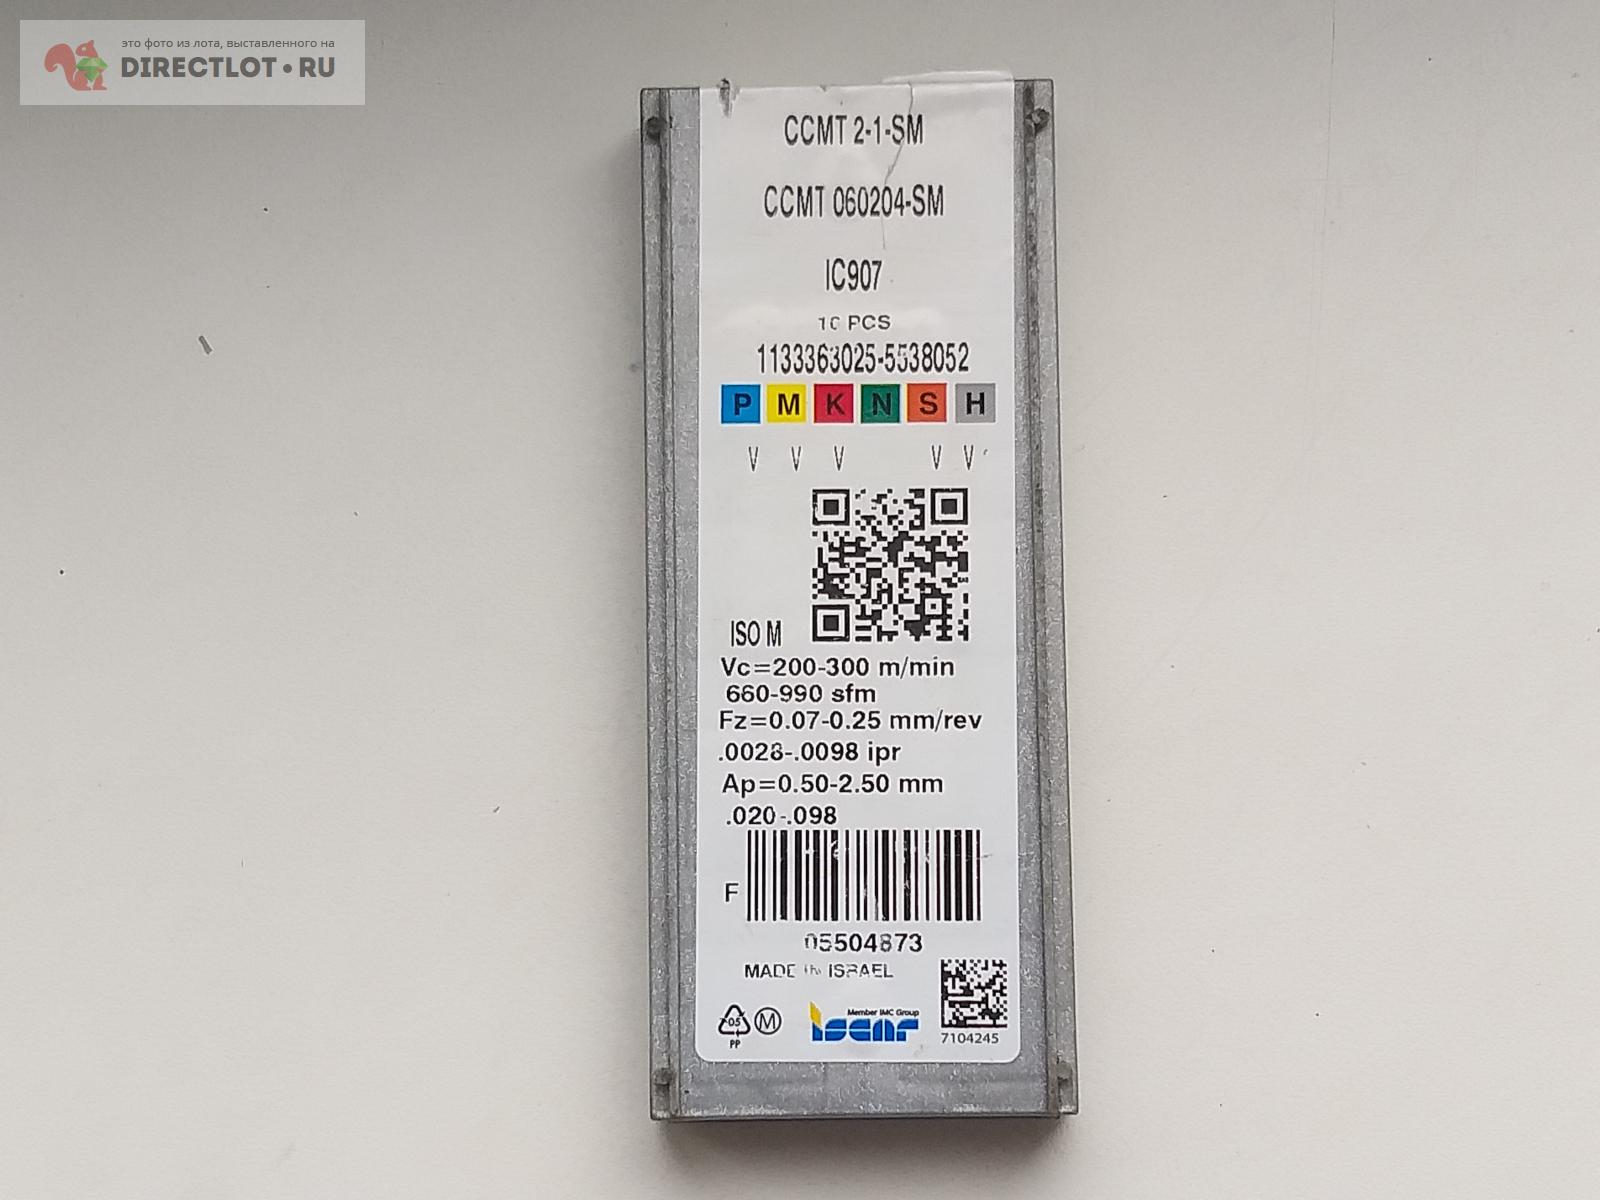 это фото из лота, выставленного на
DIRECTLOT•RU
CCMT 2-1-SM
CCMT 060204-SM
IC907
10 PCS
1133363025-5538052
P M K N S H
V V V V V
ISO M
Vc=200-300 m/min
660-990 sfm
Fz=0.07-0.25 mm/rev
.0028-.0098 ipr
Ap=0.50-2.50 mm
.020-.098
F
05504873
MADE IN ISRAEL
05
PP
M
Member IMC Group
iscar
7104245